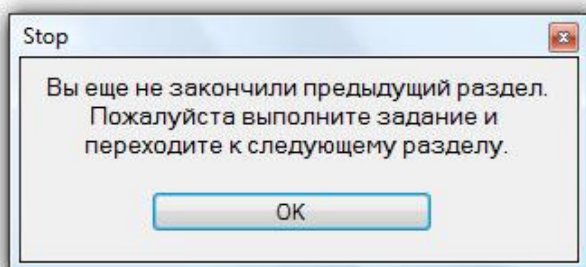 Stop
Вы еще не закончили предыдущий раздел.
Пожалуйста выполните задание и
переходите к следующему разделу.
OK